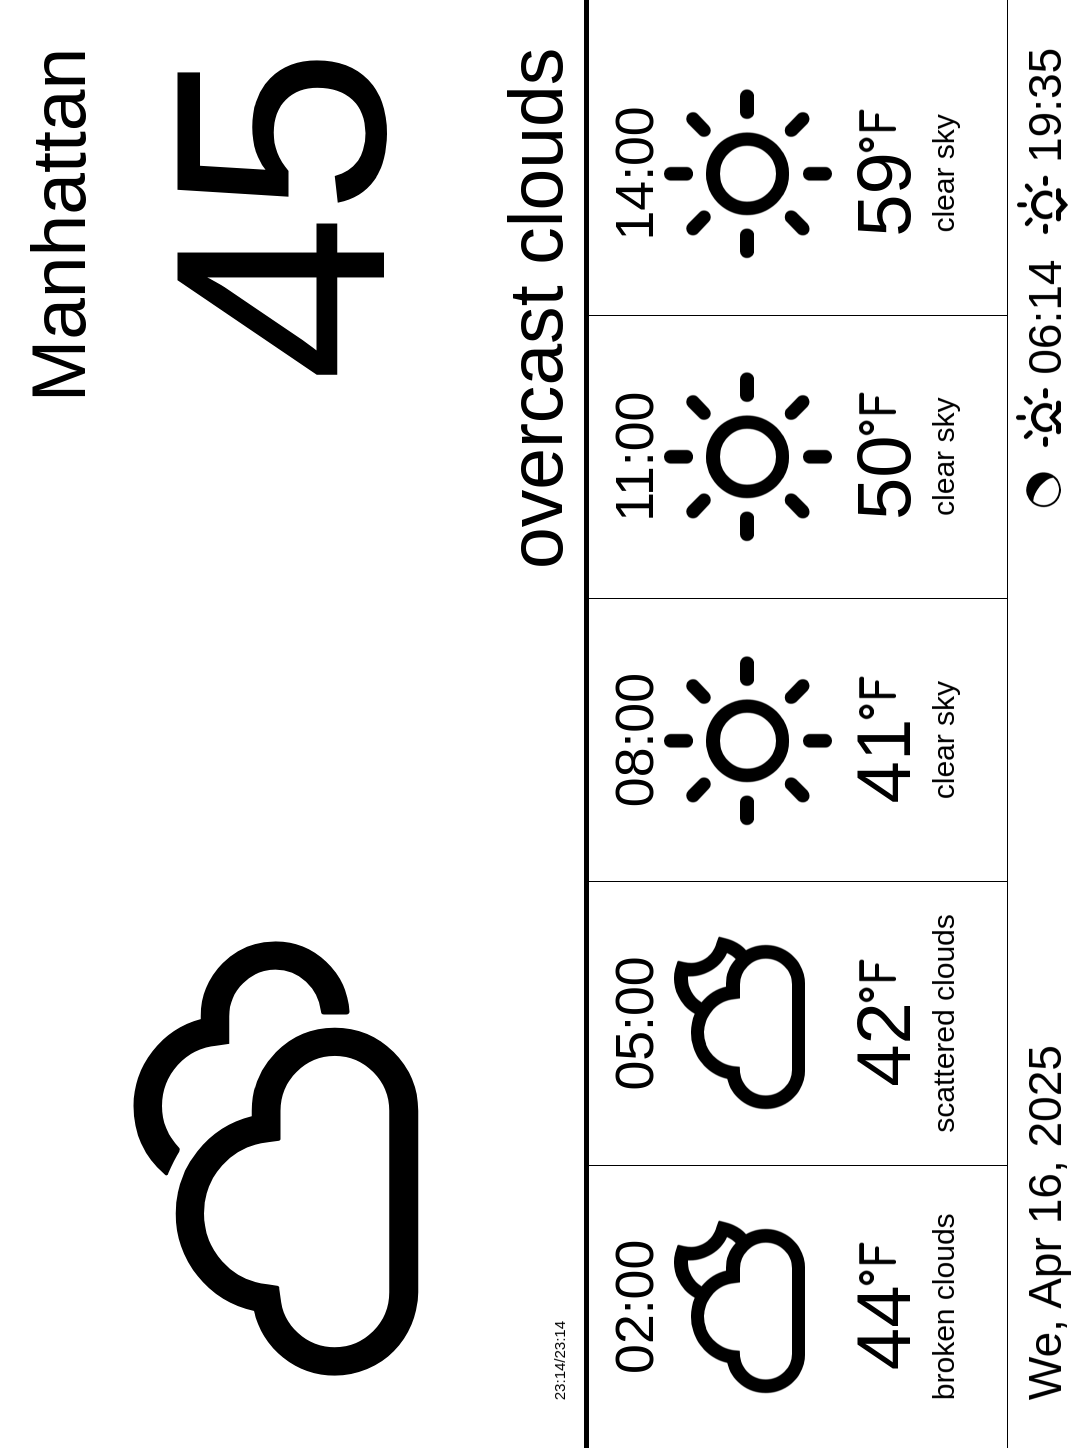 Manhattan
45
overcast clouds
23:14/23:14
02:00 05:00 08:00 11:00 14:00
44°F 42°F 41°F 50°F 59°F
broken clouds scattered clouds clear sky clear sky clear sky
We, Apr 16, 2025 06:14 19:35